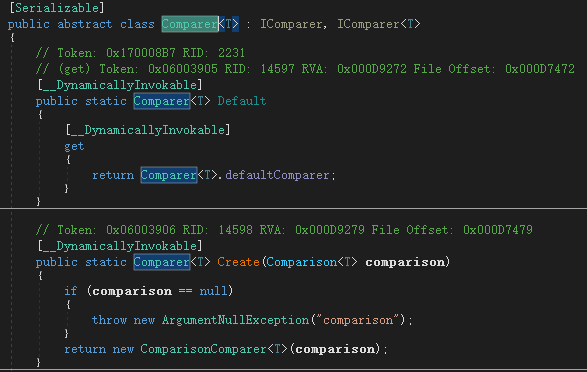 [Serializable]
public abstract class Comparer<T> : IComparer, IComparer<T>
{
// Token: 0x170008B7 RID: 2231
// (get) Token: 0x06003905 RID: 14597 RVA: 0x000D9272 File Offset: 0x000D7472
[__DynamicallyInvokable]
public static Comparer<T> Default
{
[__DynamicallyInvokable]
get
{
return Comparer<T>.defaultComparer;
}
}
// Token: 0x06003906 RID: 14598 RVA: 0x000D9279 File Offset: 0x000D7479
[__DynamicallyInvokable]
public static Comparer<T> Create(Comparison<T> comparison)
{
if (comparison == null)
{
throw new ArgumentNullException("comparison");
}
return new ComparisonComparer<T>(comparison);
}